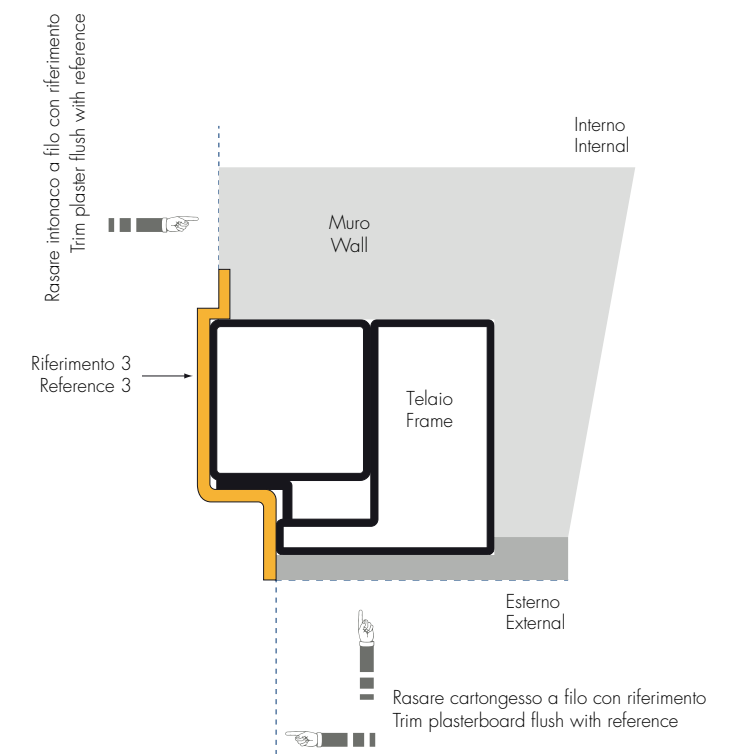 Rasare intonaco a filo con riferimento
Trim plaster flush with reference
Interno
Internal
Muro
Wall
Riferimento 3
Reference 3
Telaio
Frame
Esterno
External
Rasare cartongesso a filo con riferimento
Trim plasterboard flush with reference